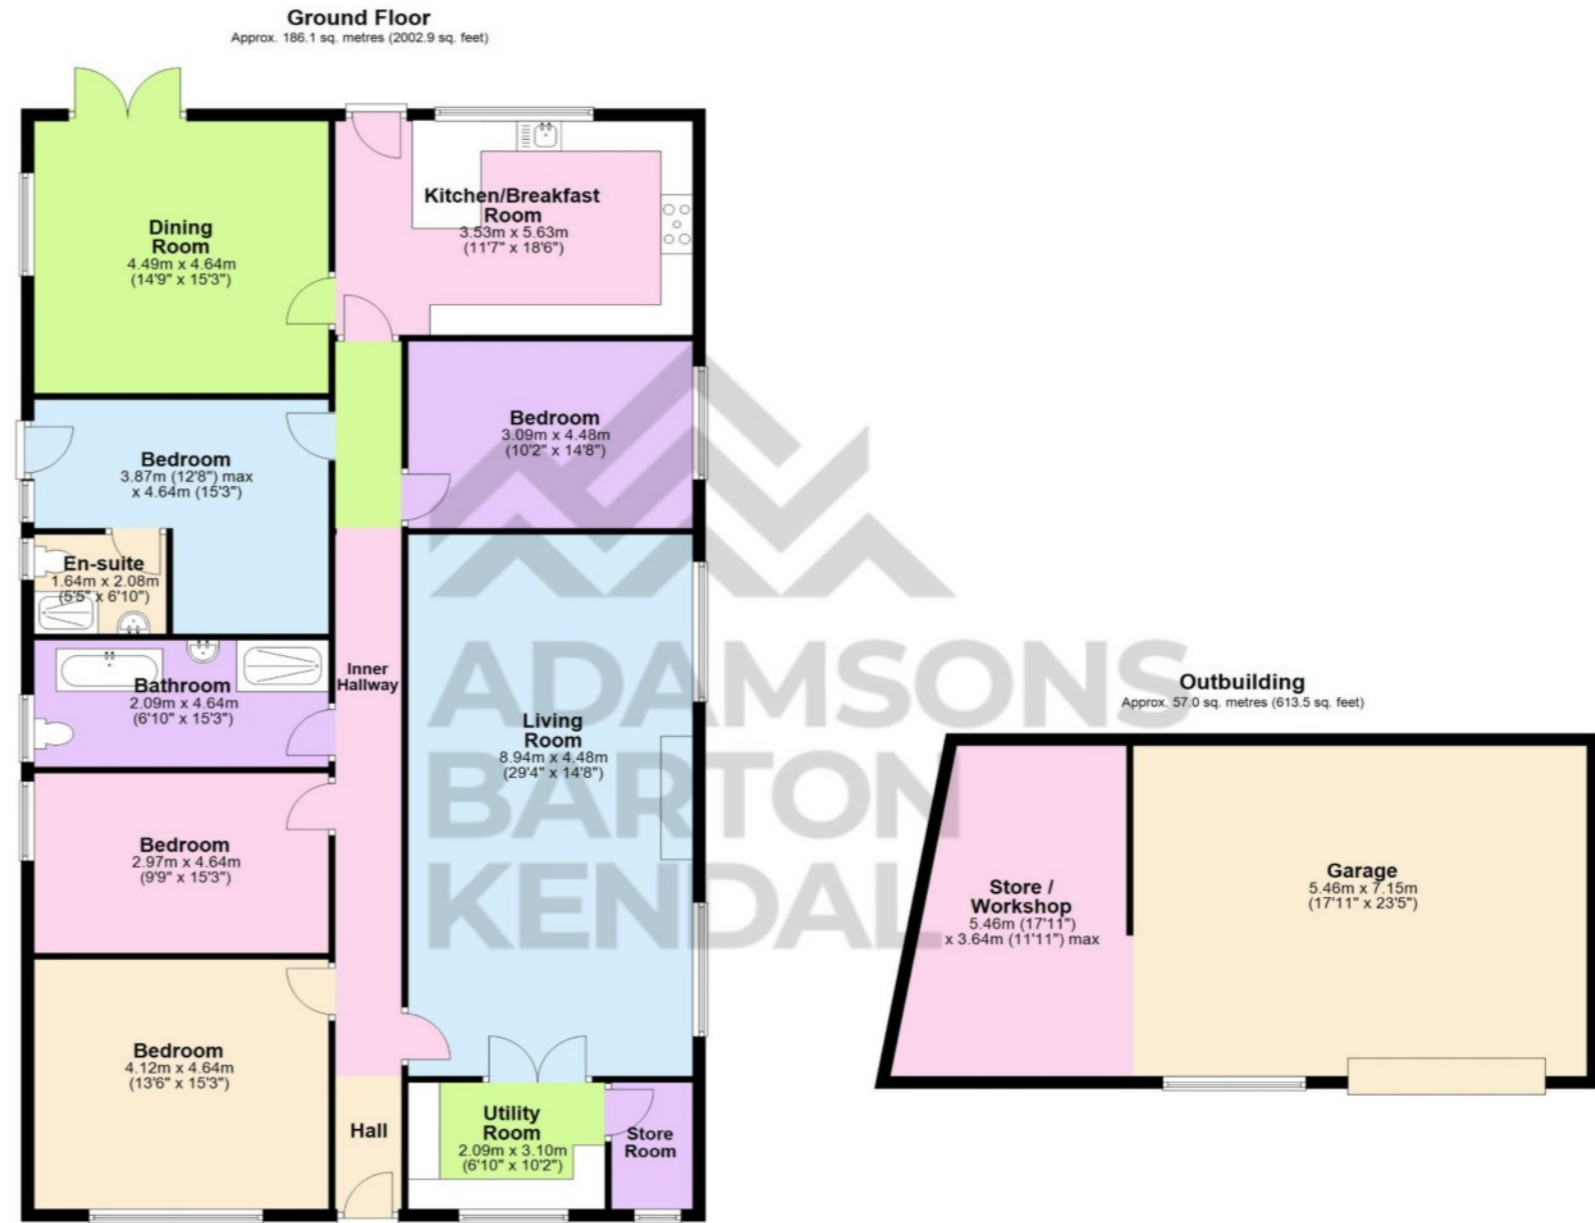 Ground Floor
Approx. 186.1 sq. metres (2002.9 sq. feet)
Dining
Room
4.49m x 4.64m
(14'9" x 15'3")
Kitchen/Breakfast
Room
3.53m x 5.63m
(11'7" x 18'6")
Bedroom
3.09m x 4.48m
(10'2" x 14'8")
Bedroom
3.87m (12'8") max
x 4.64m (15'3")
En-suite
1.64m x 2.08m
(5'5" x 6'10")
Bathroom
2.09m x 4.64m
(6'10" x 15'3")
Inner
Hallway
Living
Room
8.94m x 4.48m
(29'4" x 14'8")
Bedroom
2.97m x 4.64m
(9'9" x 15'3")
Bedroom
4.12m x 4.64m
(13'6" x 15'3")
Hall
Utility
Room
2.09m x 3.10m
(6'10" x 10'2")
Store
Room
ADAMSONS
BARTON
KENDAL
Outbuilding
Approx. 57.0 sq. metres (613.5 sq. feet)
Store /
Workshop
5.46m (17'11")
x 3.64m (11'11") max
Garage
5.46m x 7.15m
(17'11" x 23'5")